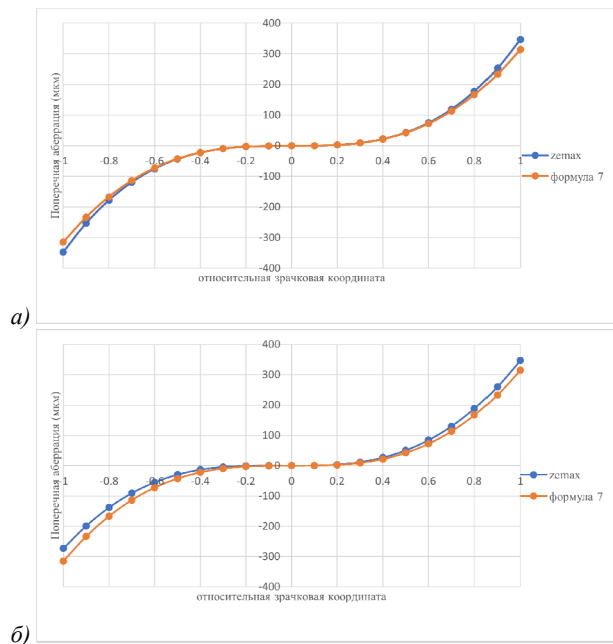 400
300
200
100
0
-1 -0.8 -0.6 -0.4 -0.2 0 0.2 0.4 0.6 0.8 1
-100
-200
-300
-400
Поперечная аберрация (мкм)
относительная зрачковая координата
zemax
формула 7
а)
400
300
200
100
0
-1 -0.8 -0.6 -0.4 -0.2 0 0.2 0.4 0.6 0.8 1
-100
-200
-300
-400
Поперечная аберрация (мкм)
относительная зрачковая координата
zemax
формула 7
б)